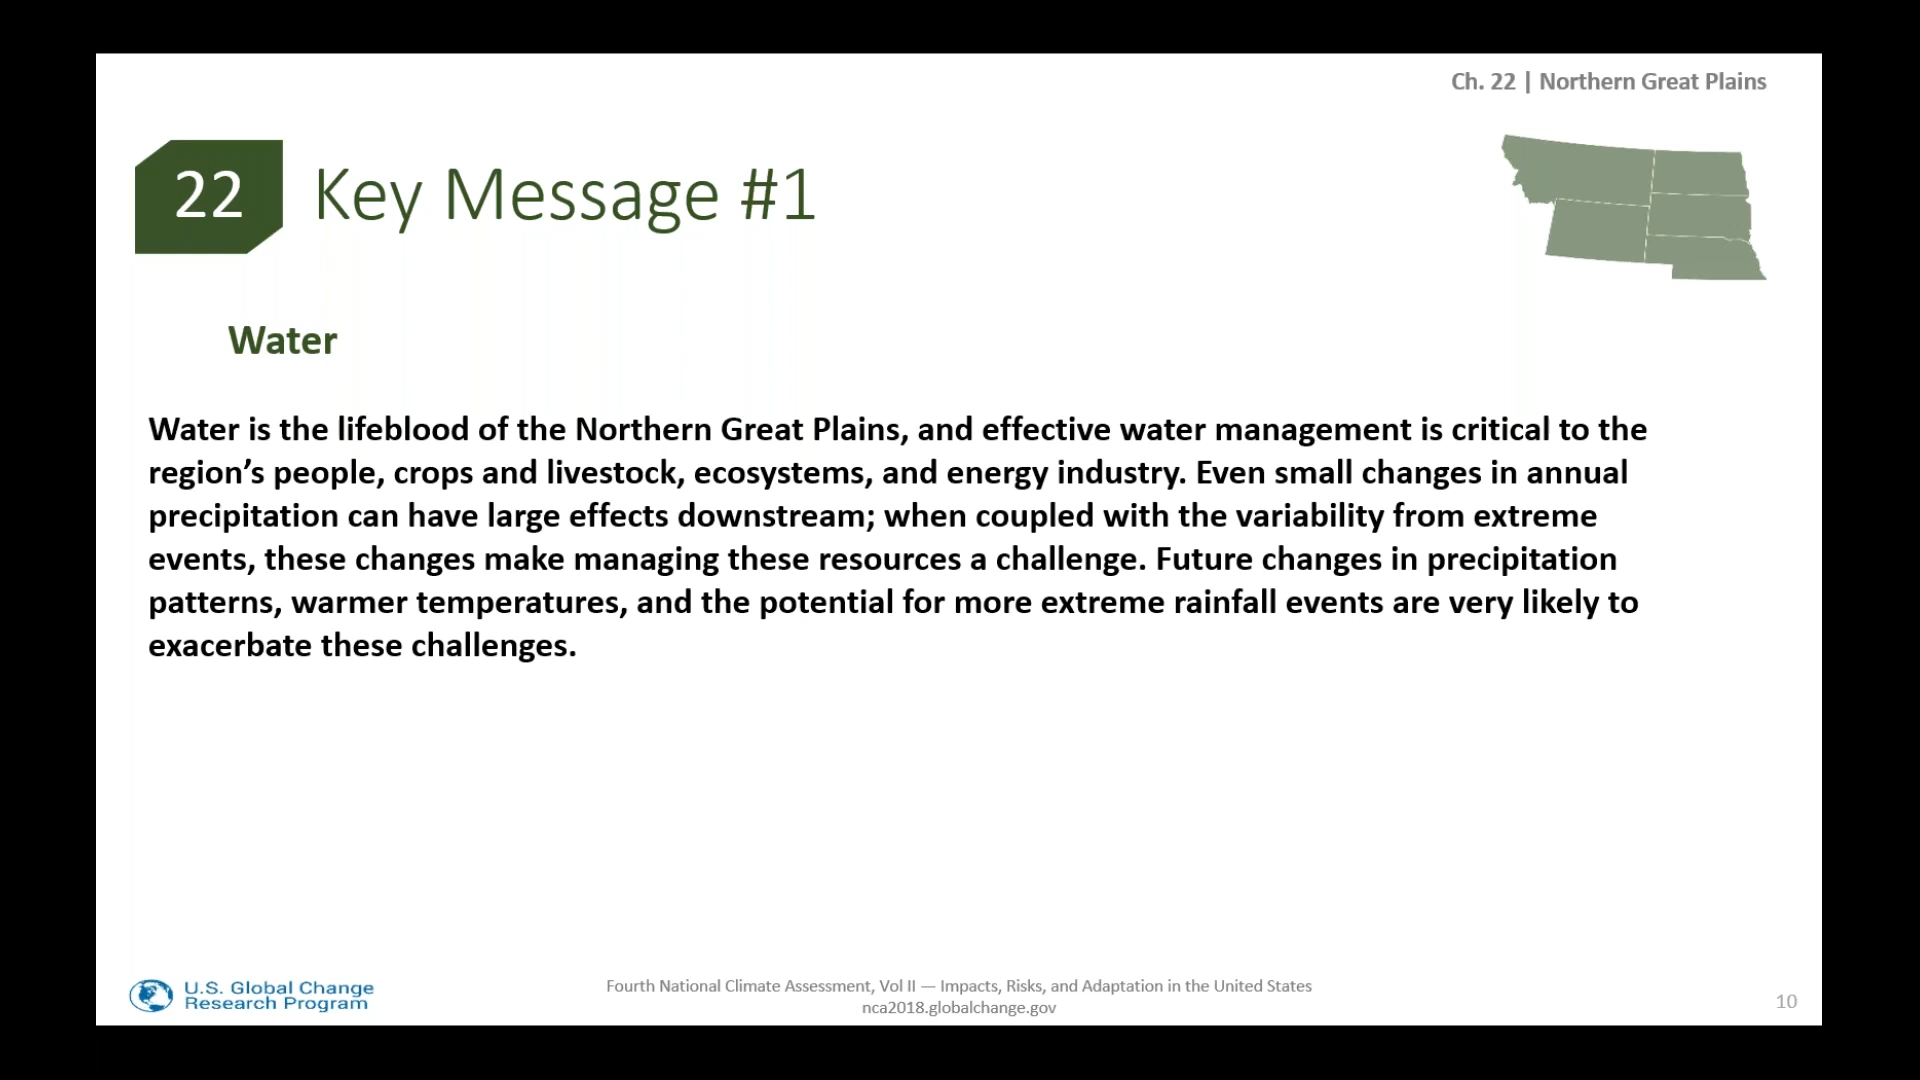 Ch. 22 | Northern Great Plains
22
Key Message #1
Water
Water is the lifeblood of the Northern Great Plains, and effective water management is critical to the
region’s people, crops and livestock, ecosystems, and energy industry. Even small changes in annual
precipitation can have large effects downstream; when coupled with the variability from extreme
events, these changes make managing these resources a challenge. Future changes in precipitation
patterns, warmer temperatures, and the potential for more extreme rainfall events are very likely to
exacerbate these challenges.
U.S. Global Change
Research Program
Fourth National Climate Assessment, Vol II — Impacts, Risks, and Adaptation in the United States
nca2018.globalchange.gov
10